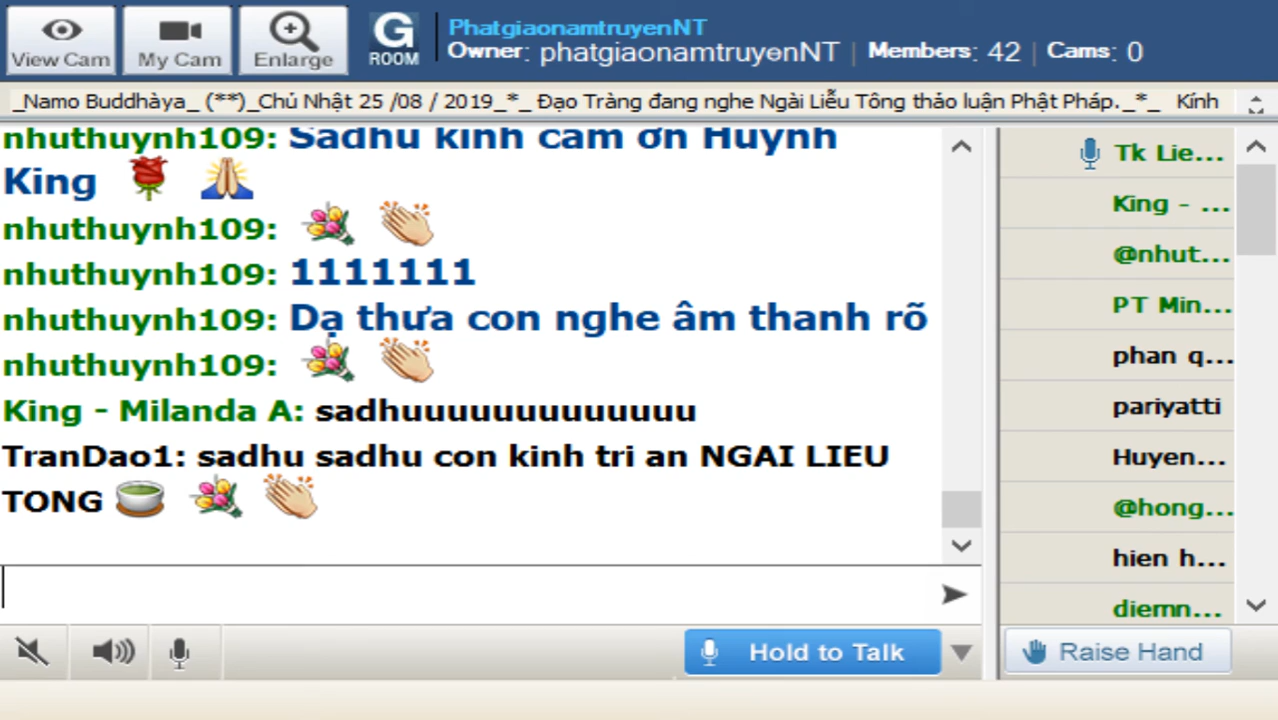 View Cam
My Cam
Enlarge
G
ROOM
PhatgiaonamtruyenNT
Owner: phatgiaonamtruyenNT | Members: 42 | Cams: 0
_Namo Buddhàya_ (**)_Chủ Nhật 25 /08 / 2019_*_ Đạo Tràng đang nghe Ngài Liễu Tông thảo luận Phật Pháp._*_ Kính
nhuthuynh109: Sadhu kính cảm ơn Huynh
King
nhuthuynh109:
nhuthuynh109: 1111111
nhuthuynh109: Dạ thưa con nghe âm thanh rõ
nhuthuynh109:
King - Milanda A: sadhuuuuuuuuuuuuu
TranDao1: sadhu sadhu con kinh tri an NGAI LIEU
TONG
Tk Lie...
King - ...
@nhut...
PT Min...
phan q...
pariyatti
Huyen...
@hong...
hien h...
diemn...
Hold to Talk
Raise Hand